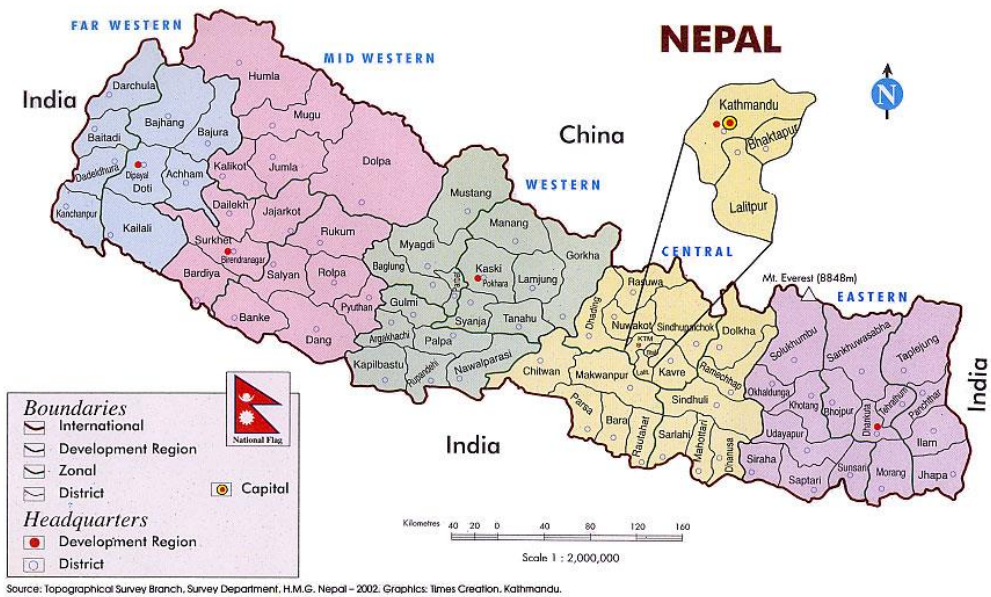 NEPAL
FAR WESTERN
MID WESTERN
WESTERN
CENTRAL
EASTERN
India
China
India
India
N
Mt. Everest (8848m)
Darchula
Baitadi
Bajhang
Bajura
Dadeldhura
Dipayal
Doti
Achham
Kanchanpur
Kailali
Humla
Mugu
Dolpa
Kalikot
Jumla
Dailekh
Jajarkot
Rukum
Surkhet
Birendranagar
Salyan
Rolpa
Bardiya
Pyuthan
Banke
Dang
Mustang
Manang
Gorkha
Myagdi
Baglung
Parbat
Kaski
Pokhara
Lamjung
Gulmi
Syanja
Tanahu
Argakhachi
Palpa
Kapilbastu
Rupandehi
Nawalparasi
Kathmandu
Bhaktapur
Lalitpur
Rasuwa
Dhading
Nuwakot
Sindhupalchok
Dolkha
KTM
Lalit.
Kavre
Ramechhap
Chitwan
Makwanpur
Sindhuli
Parsa
Bara
Rautahat
Sarlahi
Mahottari
Dhanusa
Solukhumbu
Sankhuwasabha
Taplejung
Okhaldunga
Khotang
Bhojpur
Dhankuta
Tehrathum
Panchthar
Udayapur
Ilam
Siraha
Saptari
Sunsari
Morang
Jhapa
Boundaries
International
Development Region
Zonal
District
Capital
National Flag
Headquarters
Development Region
District
Kilometres 40 20 0 40 80 120 160
Scale 1 : 2,000,000
Source: Topographical Survey Branch, Survey Department, H.M.G. Nepal – 2002. Graphics: Times Creation, Kathmandu.